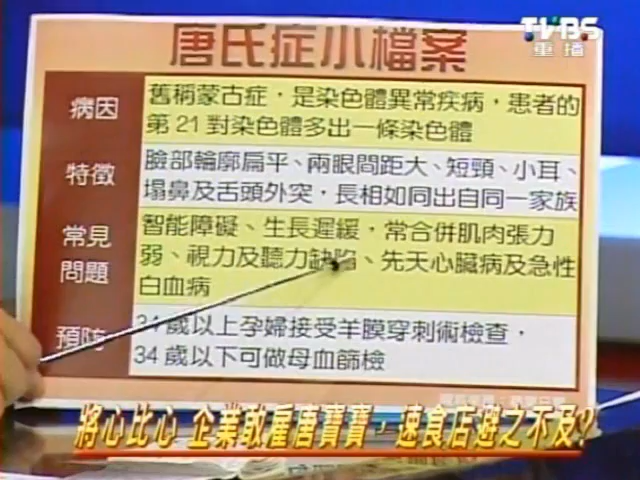 TVBS
重播
唐氏症小檔案
病因
舊稱蒙古症，是染色體異常疾病，患者的
第21對染色體多出一條染色體
特徵
臉部輪廓扁平、兩眼間距大、短頸、小耳、
塌鼻及舌頭外突，長相如同出自同一家族
常見
問題
智能障礙、生長遲緩，常合併肌肉張力
弱、視力及聽力缺陷、先天心臟病及急性
白血病
預防
34歲以上孕婦接受羊膜穿刺術檢查，
34歲以下可做母血篩檢
將心比心 企業敢雇唐寶寶，速食店避之不及?